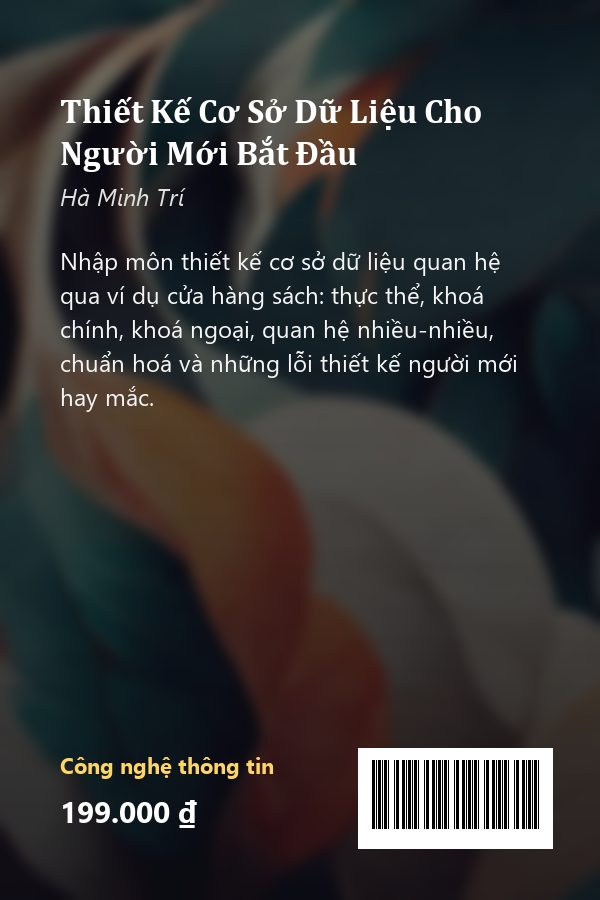 Thiết Kế Cơ Sở Dữ Liệu Cho
Người Mới Bắt Đầu
Hà Minh Trí
Nhập môn thiết kế cơ sở dữ liệu quan hệ
qua ví dụ cửa hàng sách: thực thể, khoá
chính, khoá ngoại, quan hệ nhiều-nhiều,
chuẩn hoá và những lỗi thiết kế người mới
hay mắc.
Công nghệ thông tin
199.000 ₫